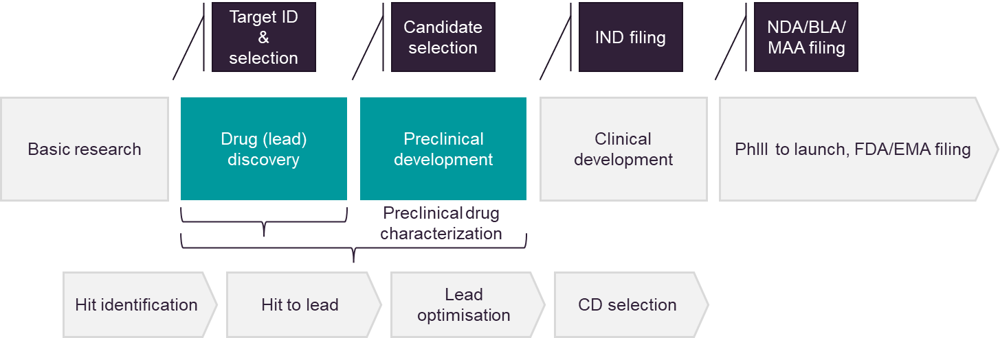 Target ID
&
selection
Candidate
selection
IND filing
NDA/BLA/
MAA filing
Basic research
Drug (lead)
discovery
Preclinical
development
Clinical
development
PhIII to launch, FDA/EMA filing
Preclinical drug
characterization
Hit identification
Hit to lead
Lead
optimisation
CD selection